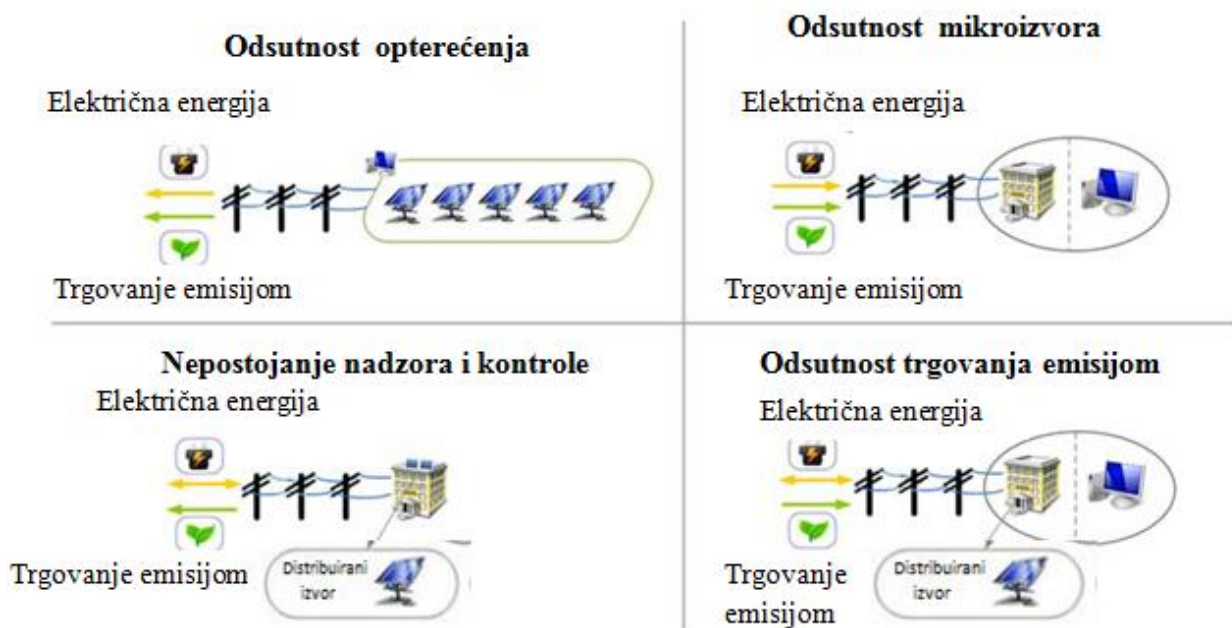 Odsutnost opterećenja
Električna energija
Trgovanje emisijom
Odsutnost mikroizvora
Električna energija
Trgovanje emisijom
Nepostojanje nadzora i kontrole
Električna energija
Trgovanje emisijom
Distribuirani
izvor
Odsutnost trgovanja emisijom
Električna energija
Trgovanje
emisijom
Distribuirani
izvor